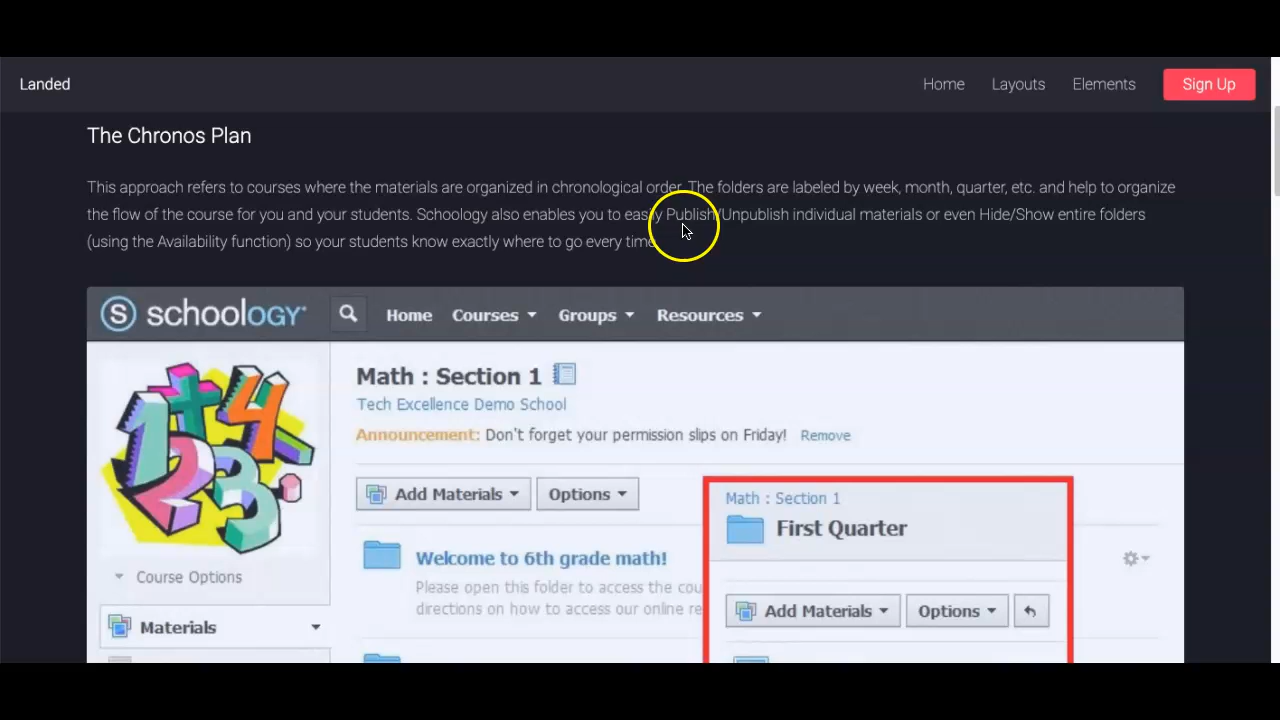 Landed
Home
Layouts
Elements
Sign Up
The Chronos Plan
This approach refers to courses where the materials are organized in chronological order. The folders are labeled by week, month, quarter, etc. and help to organize
the flow of the course for you and your students. Schoology also enables you to easily Publish/Unpublish individual materials or even Hide/Show entire folders
(using the Availability function) so your students know exactly where to go every time.
S schoology
Home
Courses
Groups
Resources
Math : Section 1
Tech Excellence Demo School
Announcement: Don't forget your permission slips on Friday! Remove
Add Materials
Options
Math : Section 1
First Quarter
Welcome to 6th grade math!
Please open this folder to access the cou
directions on how to access our online re
Course Options
Add Materials
Options
Materials